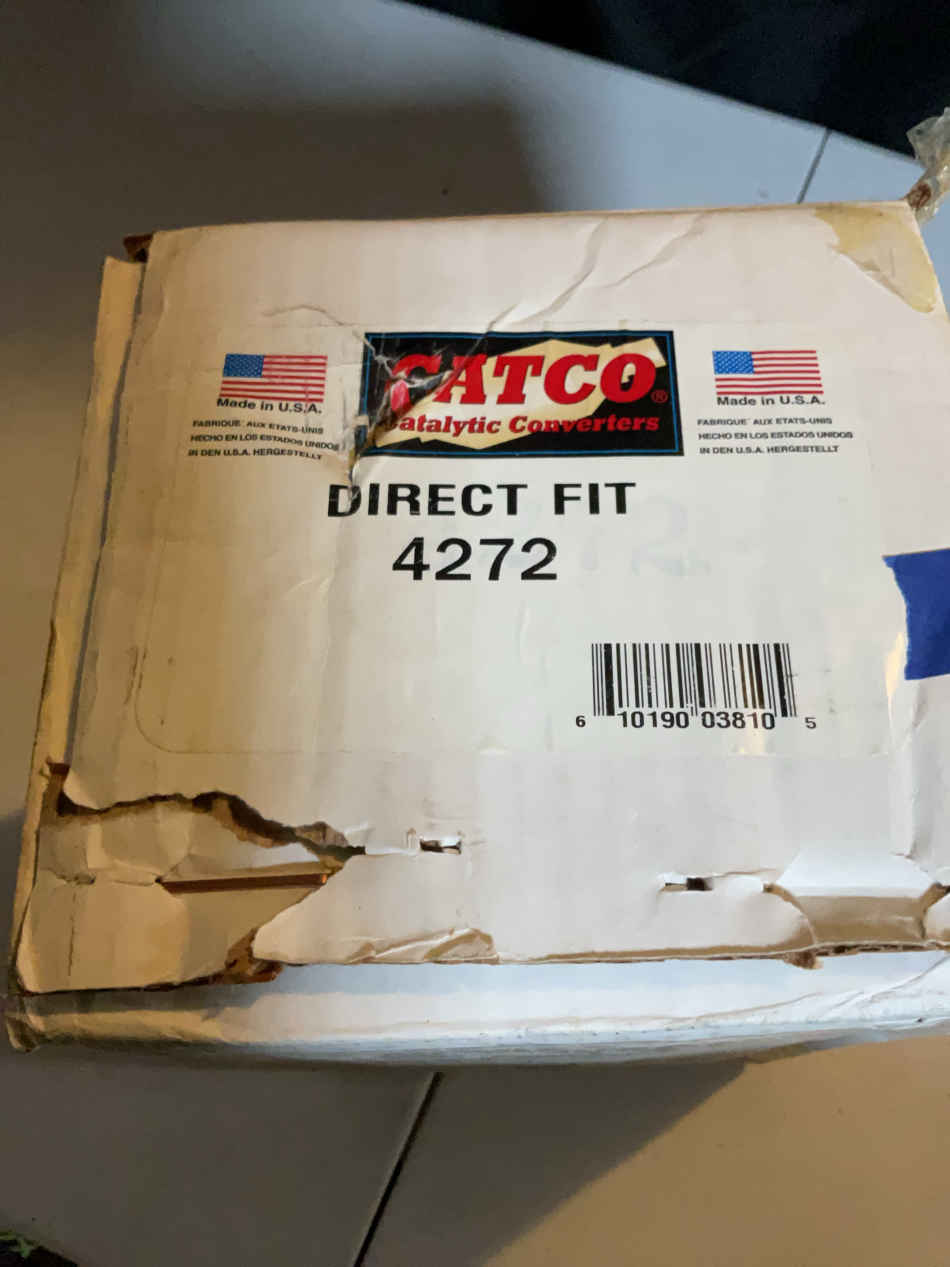 CATCO®
Catalytic Converters
Made in U.S.A.
FABRIQUE' AUX ETATS-UNIS
HECHO EN LOS ESTADOS UNIDOS
IN DEN U.S.A. HERGESTELLT
Made in U.S.A.
FABRIQUE' AUX ETATS-UNIS
HECHO EN LOS ESTADOS UNIDOS
IN DEN U.S.A. HERGESTELLT
DIRECT FIT
4272
6 10190 03810 5